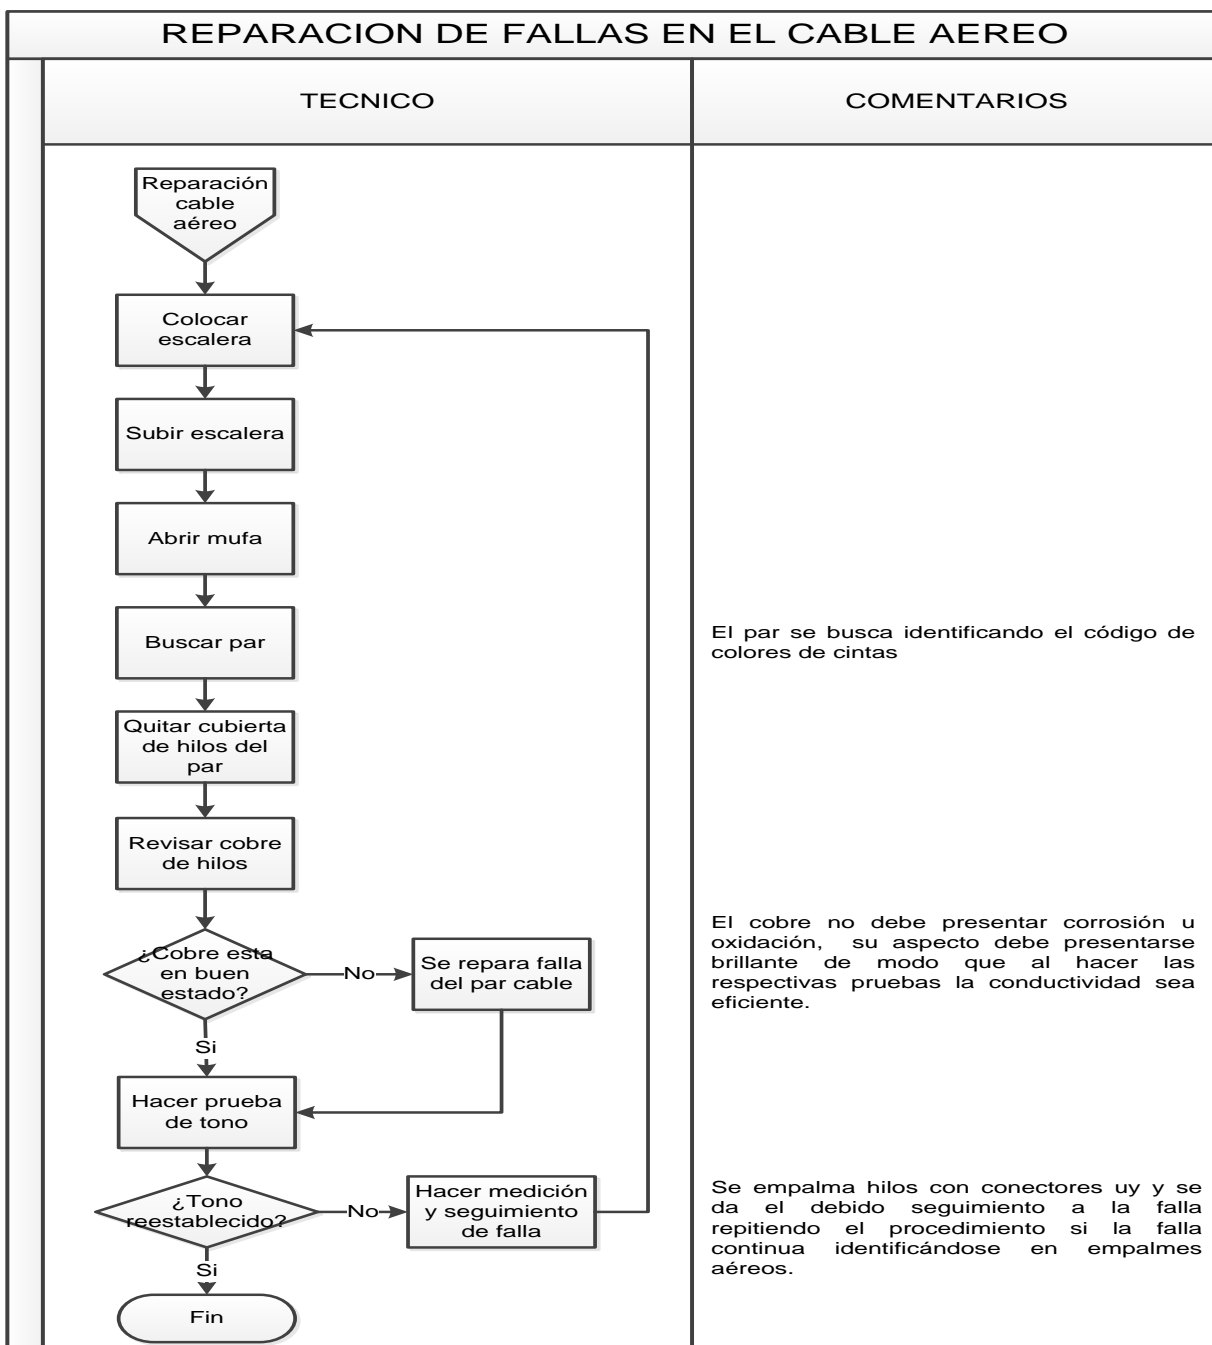 REPARACION DE FALLAS EN EL CABLE AEREO
TECNICO
COMENTARIOS
Reparación
cable
aéreo
Colocar
escalera
Subir escalera
Abrir mufa
Buscar par
El par se busca identificando el código de
colores de cintas
Quitar cubierta
de hilos del
par
Revisar cobre
de hilos
¿Cobre esta
en buen
estado?
No
Se repara falla
del par cable
El cobre no debe presentar corrosión u
oxidación, su aspecto debe presentarse
brillante de modo que al hacer las
respectivas pruebas la conductividad sea
eficiente.
Si
Hacer prueba
de tono
¿Tono
reestablecido?
No
Hacer medición
y seguimiento
de falla
Se empalma hilos con conectores uy y se
da el debido seguimiento a la falla
repitiendo el procedimiento si la falla
continua identificándose en empalmes
aéreos.
Si
Fin